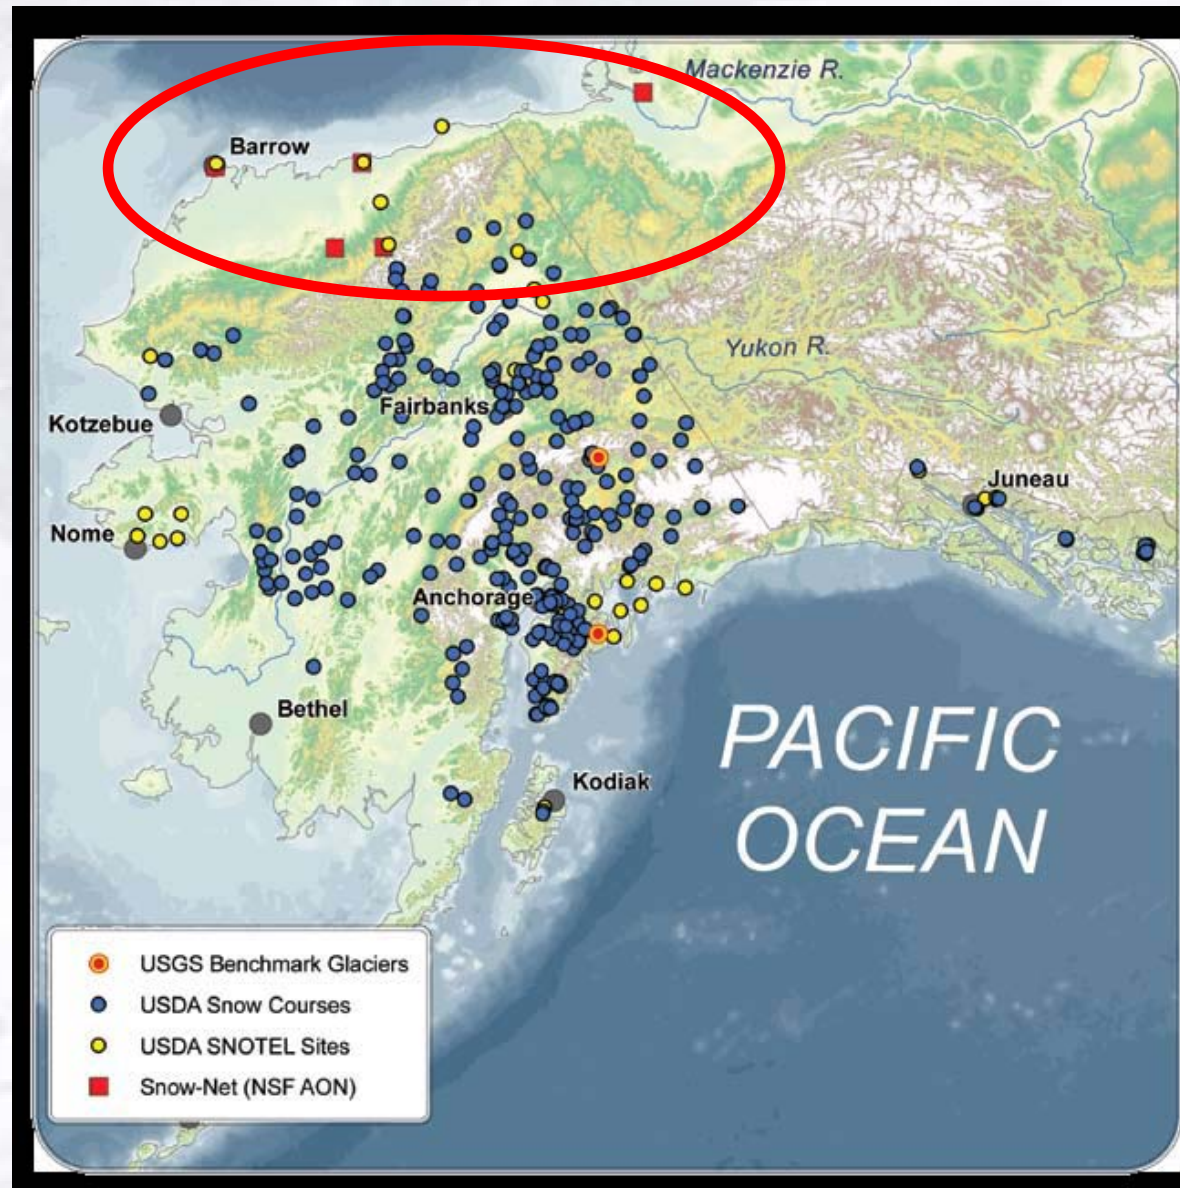 Mackenzie R.
Barrow
Yukon R.
Fairbanks
Kotzebue
Juneau
Nome
Anchorage
Bethel
PACIFIC
OCEAN
Kodiak
USGS Benchmark Glaciers
USDA Snow Courses
USDA SNOTEL Sites
Snow-Net (NSF AON)